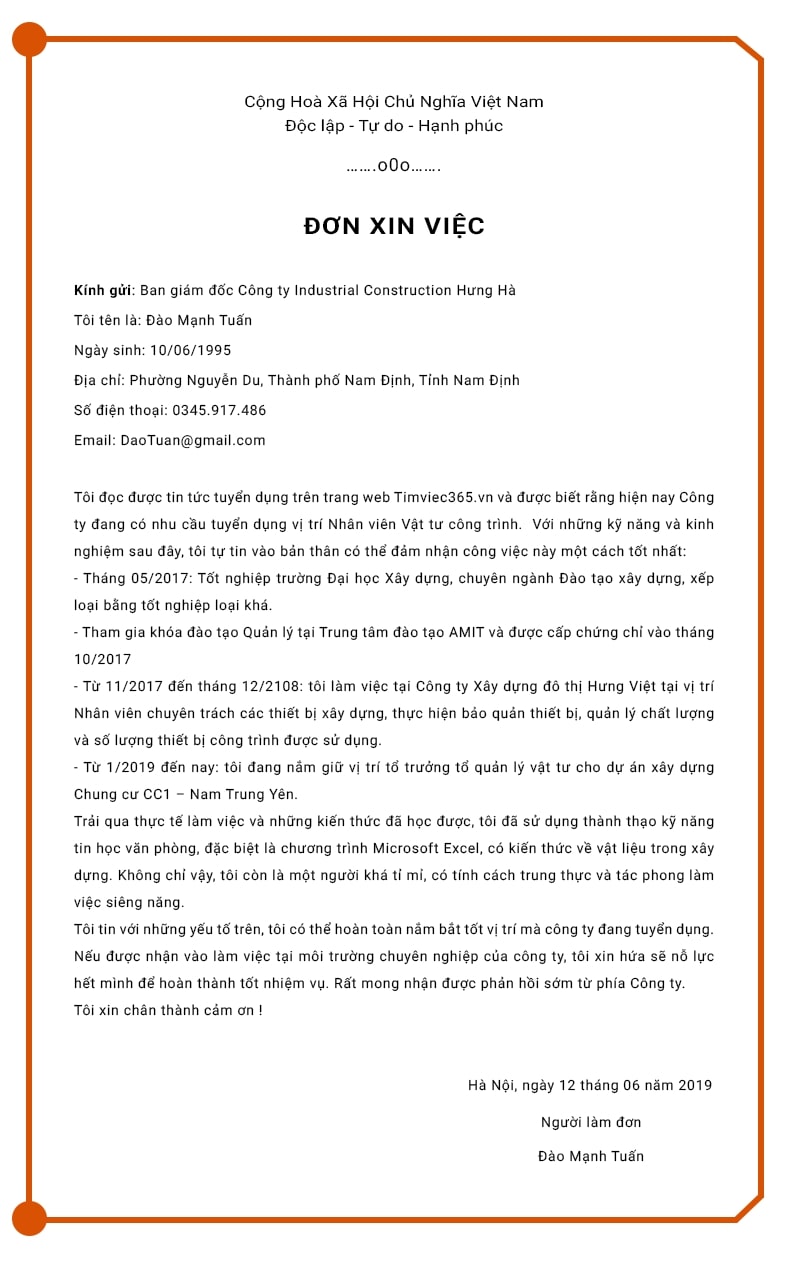 Cộng Hoà Xã Hội Chủ Nghĩa Việt Nam
Độc lập - Tự do - Hạnh phúc
…….o0o…….
ĐƠN XIN VIỆC
Kính gửi: Ban giám đốc Công ty Industrial Construction Hưng Hà
Tôi tên là: Đào Mạnh Tuấn
Ngày sinh: 10/06/1995
Địa chỉ: Phường Nguyễn Du, Thành phố Nam Định, Tỉnh Nam Định
Số điện thoại: 0345.917.486
Email: DaoTuan@gmail.com
Tôi đọc được tin tức tuyển dụng trên trang web Timviec365.vn và được biết rằng hiện nay Công
ty đang có nhu cầu tuyển dụng vị trí Nhân viên Vật tư công trình.  Với những kỹ năng và kinh
nghiệm sau đây, tôi tự tin vào bản thân có thể đảm nhận công việc này một cách tốt nhất:
- Tháng 05/2017: Tốt nghiệp trường Đại học Xây dựng, chuyên ngành Đào tạo xây dựng, xếp
loại bằng tốt nghiệp loại khá.
- Tham gia khóa đào tạo Quản lý tại Trung tâm đào tạo AMIT và được cấp chứng chỉ vào tháng
10/2017
- Từ 11/2017 đến tháng 12/2108: tôi làm việc tại Công ty Xây dựng đô thị Hưng Việt tại vị trí
Nhân viên chuyên trách các thiết bị xây dựng, thực hiện bảo quản thiết bị, quản lý chất lượng
và số lượng thiết bị công trình được sử dụng.
- Từ 1/2019 đến nay: tôi đang nắm giữ vị trí tổ trưởng tổ quản lý vật tư cho dự án xây dựng
Chung cư CC1 – Nam Trung Yên.
Trải qua thực tế làm việc và những kiến thức đã học được, tôi đã sử dụng thành thạo kỹ năng
tin học văn phòng, đặc biệt là chương trình Microsoft Excel, có kiến thức về vật liệu trong xây
dựng. Không chỉ vậy, tôi còn là một người khá tỉ mỉ, có tính cách trung thực và tác phong làm
việc siêng năng.
Tôi tin với những yếu tố trên, tôi có thể hoàn toàn nắm bắt tốt vị trí mà công ty đang tuyển dụng.
Nếu được nhận vào làm việc tại môi trường chuyên nghiệp của công ty, tôi xin hứa sẽ nỗ lực
hết mình để hoàn thành tốt nhiệm vụ. Rất mong nhận được phản hồi sớm từ phía Công ty.
Tôi xin chân thành cảm ơn !
Hà Nội, ngày 12 tháng 06 năm 2019
Người làm đơn
Đào Mạnh Tuấn